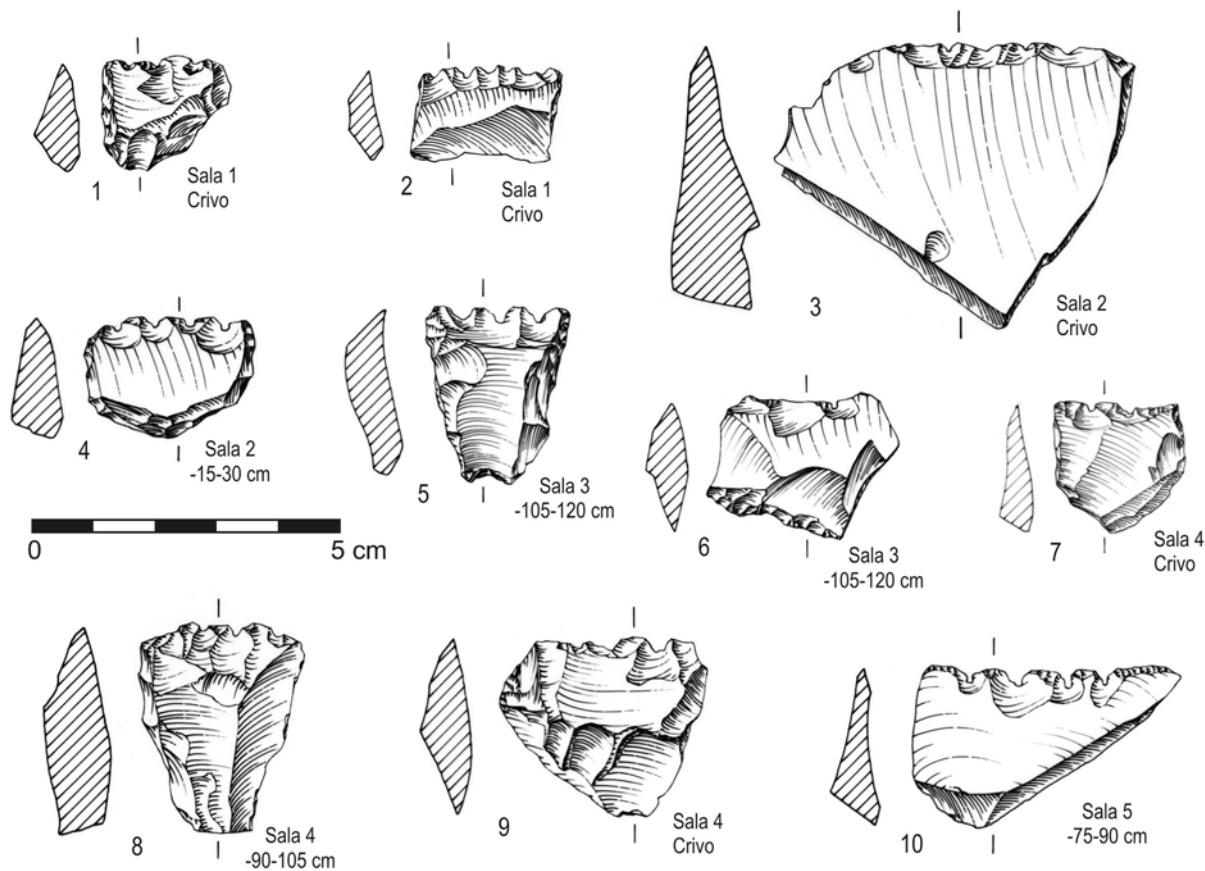 1
Sala 1
Crivo
2
Sala 1
Crivo
3
Sala 2
Crivo
4
Sala 2
-15-30 cm
5
Sala 3
-105-120 cm
6
Sala 3
-105-120 cm
7
Sala 4
Crivo
0
5 cm
8
Sala 4
-90-105 cm
9
Sala 4
Crivo
10
Sala 5
-75-90 cm